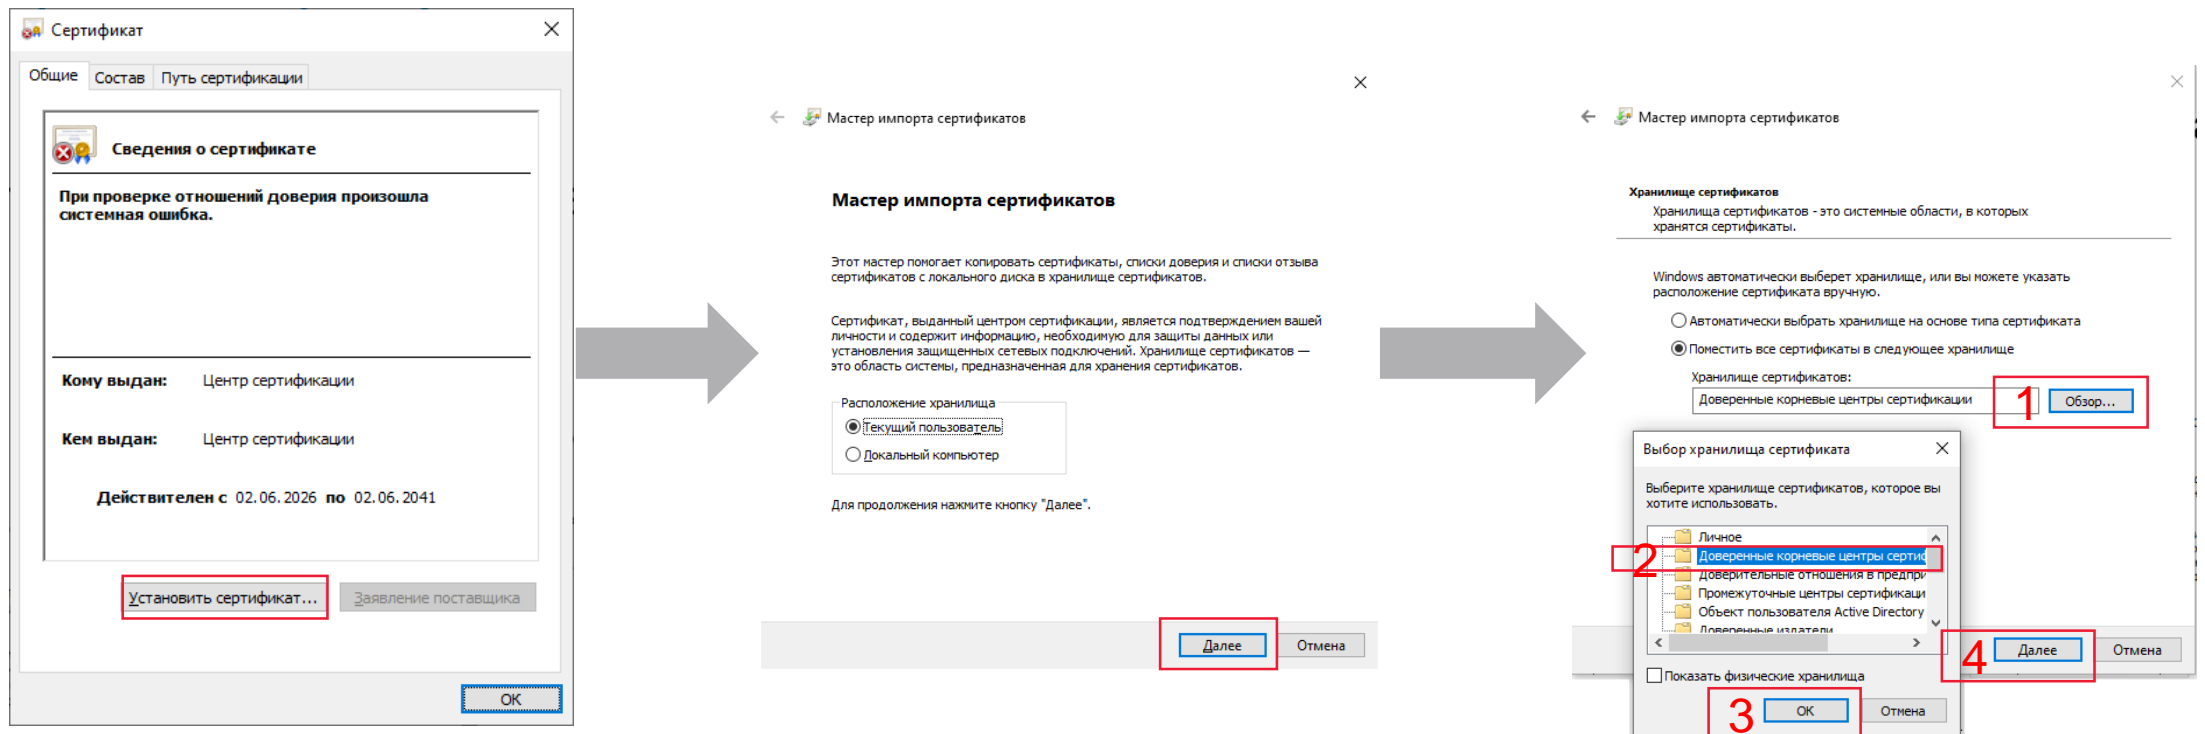 Сертификат
Общие Состав Путь сертификации
Сведения о сертификате
При проверке отношений доверия произошла
системная ошибка.
Кому выдан: Центр сертификации
Кем выдан: Центр сертификации
Действителен с 02.06.2026 по 02.06.2041
Установить сертификат... Заявление поставщика
ОК
Мастер импорта сертификатов
Мастер импорта сертификатов
Этот мастер помогает копировать сертификаты, списки доверия и списки отзыва
сертификатов с локального диска в хранилище сертификатов.
Сертификат, выданный центром сертификации, является подтверждением вашей
личности и содержит информацию, необходимую для защиты данных или
установления защищенных сетевых подключений. Хранилище сертификатов —
это область системы, предназначенная для хранения сертификатов.
Расположение хранилища
Текущий пользователь
Локальный компьютер
Для продолжения нажмите кнопку "Далее".
Далее Отмена
Мастер импорта сертификатов
Хранилище сертификатов
Хранилища сертификатов - это системные области, в которых
хранятся сертификаты.
Windows автоматически выберет хранилище, или вы можете указать
расположение сертификата вручную.
Автоматически выбрать хранилище на основе типа сертификата
Поместить все сертификаты в следующее хранилище
Хранилище сертификатов:
Доверенные корневые центры сертификации 1 Обзор...
Выбор хранилища сертификата
Выберите хранилище сертификатов, которое вы
хотите использовать.
Личное
2 Доверенные корневые центры сертиф
Доверительные отношения в предпри
Промежуточные центры сертификаци
Объект пользователя Active Directory
Доверенные издатели
Показать физические хранилища
3 ОК Отмена
4 Далее Отмена